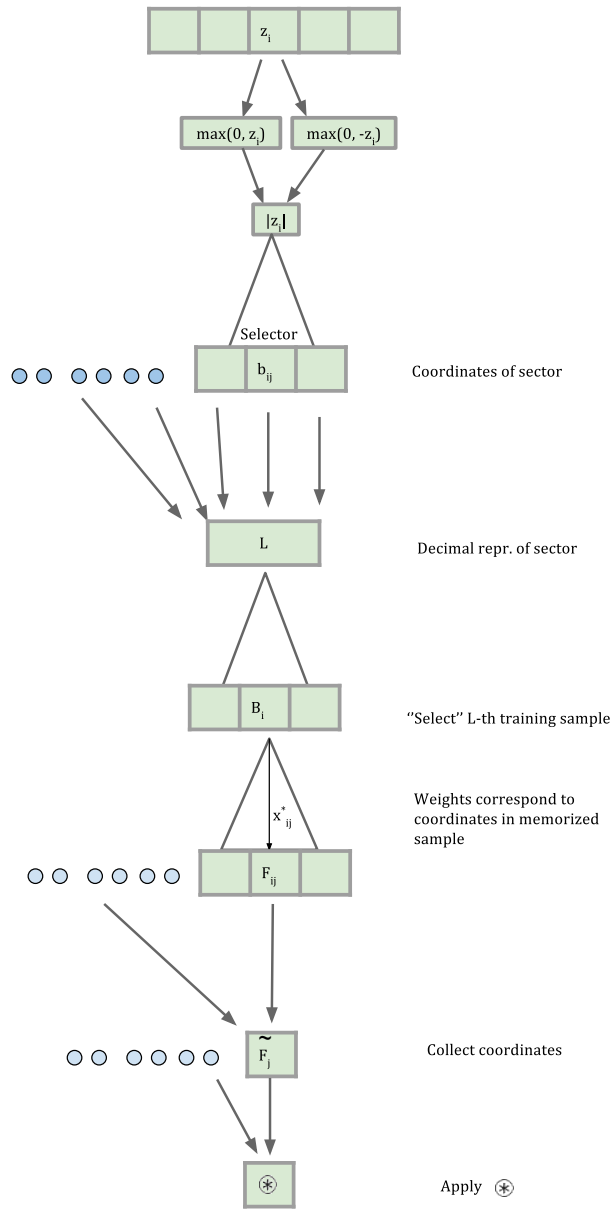 z_i
max(0, z_i) max(0, -z_i)
|z_i|
Selector
b_ij Coordinates of sector
L Decimal repr. of sector
B_i ‘’Select’’ L-th training sample
x*_ij
Weights correspond to
coordinates in memorized
sample
F_ij
F̃_j Collect coordinates
⊛ Apply ⊛